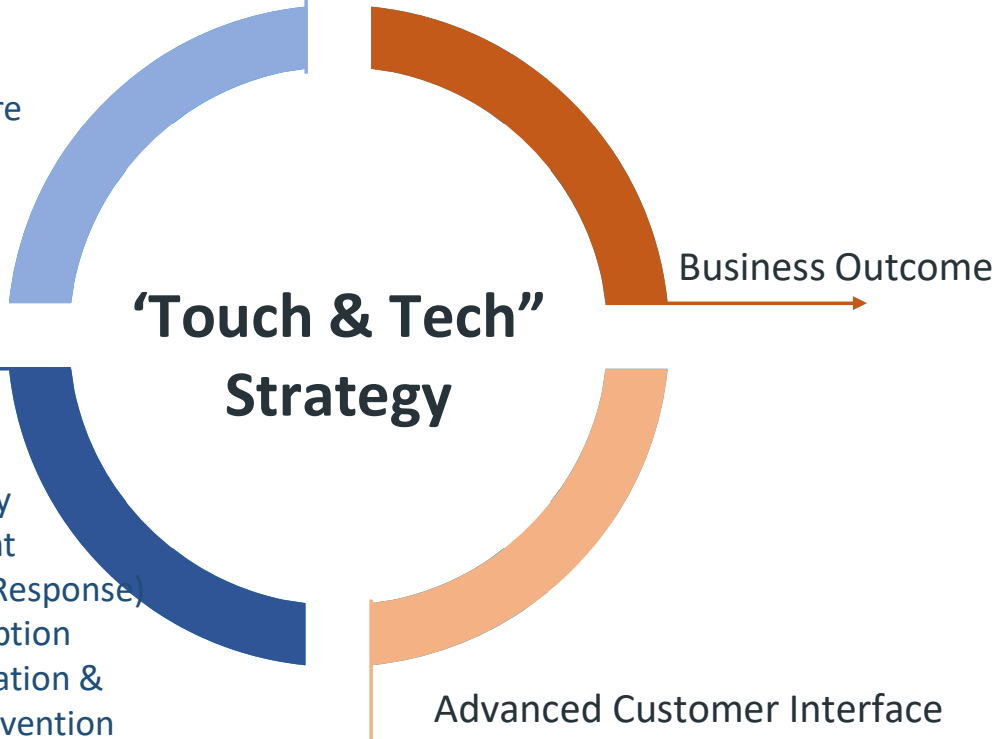 re
Business Outcome
‘Touch & Tech”
Strategy
y
nt
Response)
ption
ation &
vention
Advanced Customer Interface